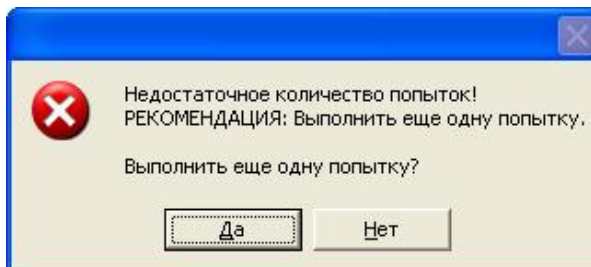 Недостаточное количество попыток!
РЕКОМЕНДАЦИЯ: Выполнить еще одну попытку.
Выполнить еще одну попытку?
Да
Нет